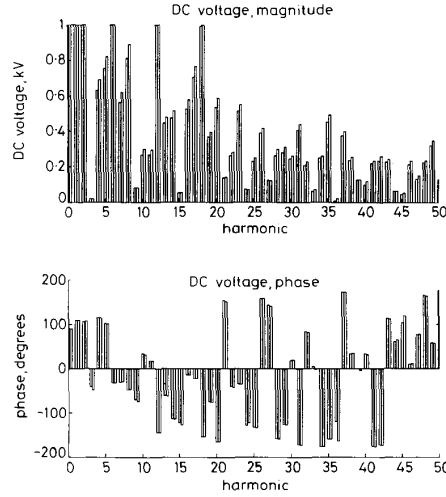 DC voltage, magnitude
DC voltage, kV
1
0·8
0·6
0·4
0·2
0
0 5 10 15 20 25 30 35 40 45 50
harmonic
DC voltage, phase
phase, degrees
200
100
0
-100
-200
0 5 10 15 20 25 30 35 40 45 50
harmonic